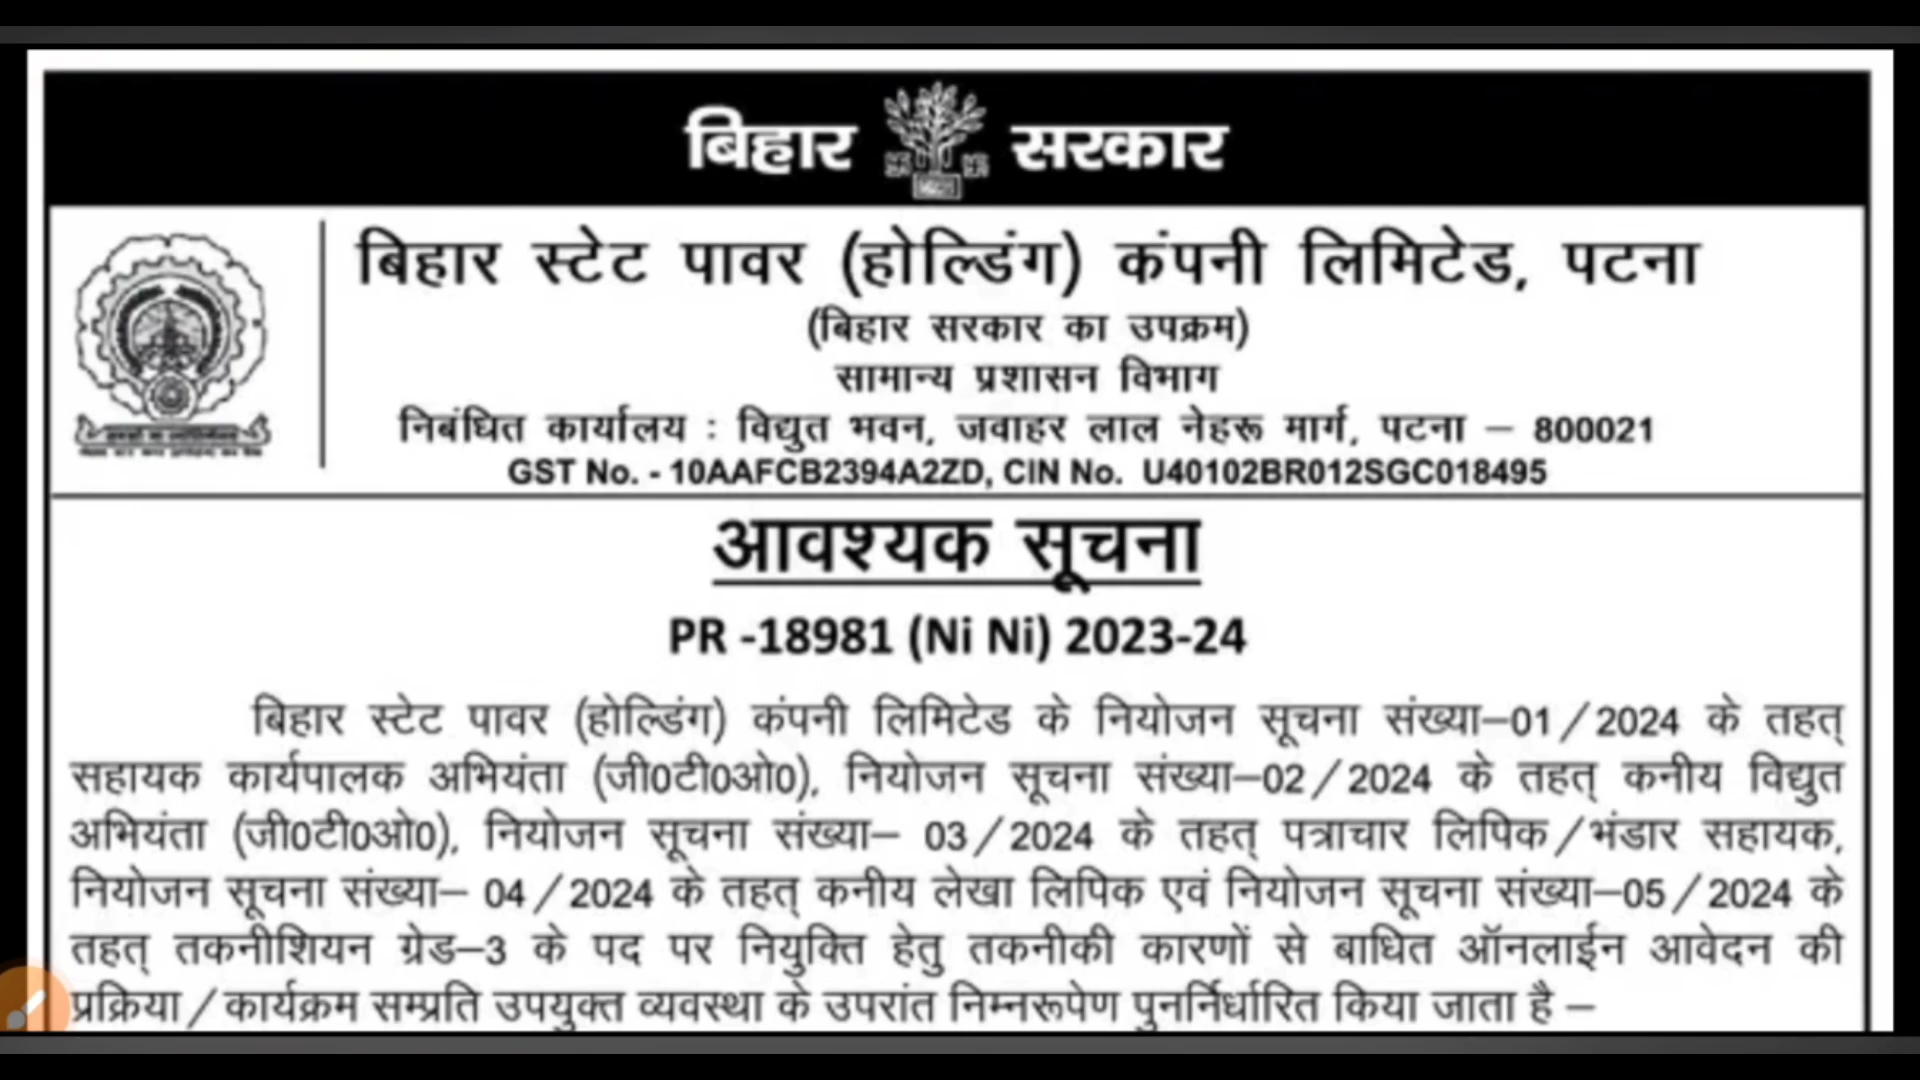 बिहार सरकार
बिहार स्टेट पावर (होल्डिंग) कंपनी लिमिटेड, पटना
(बिहार सरकार का उपक्रम)
सामान्य प्रशासन विभाग
निबंधित कार्यालय : विद्युत भवन, जवाहर लाल नेहरू मार्ग, पटना – 800021
GST No. - 10AAFCB2394A2ZD, CIN No. U40102BR012SGC018495
आवश्यक सूचना
PR -18981 (Ni Ni) 2023-24
बिहार स्टेट पावर (होल्डिंग) कंपनी लिमिटेड के नियोजन सूचना संख्या–01/2024 के तहत्
सहायक कार्यपालक अभियंता (जी0टी0ओ0), नियोजन सूचना संख्या–02/2024 के तहत् कनीय विद्युत
अभियंता (जी0टी0ओ0), नियोजन सूचना संख्या– 03/2024 के तहत् पत्राचार लिपिक/भंडार सहायक,
नियोजन सूचना संख्या– 04/2024 के तहत् कनीय लेखा लिपिक एवं नियोजन सूचना संख्या–05/2024 के
तहत् तकनीशियन ग्रेड–3 के पद पर नियुक्ति हेतु तकनीकी कारणों से बाधित ऑनलाईन आवेदन की
प्रक्रिया/कार्यक्रम सम्प्रति उपयुक्त व्यवस्था के उपरांत निम्नरूपेण पुनर्निर्धारित किया जाता है –